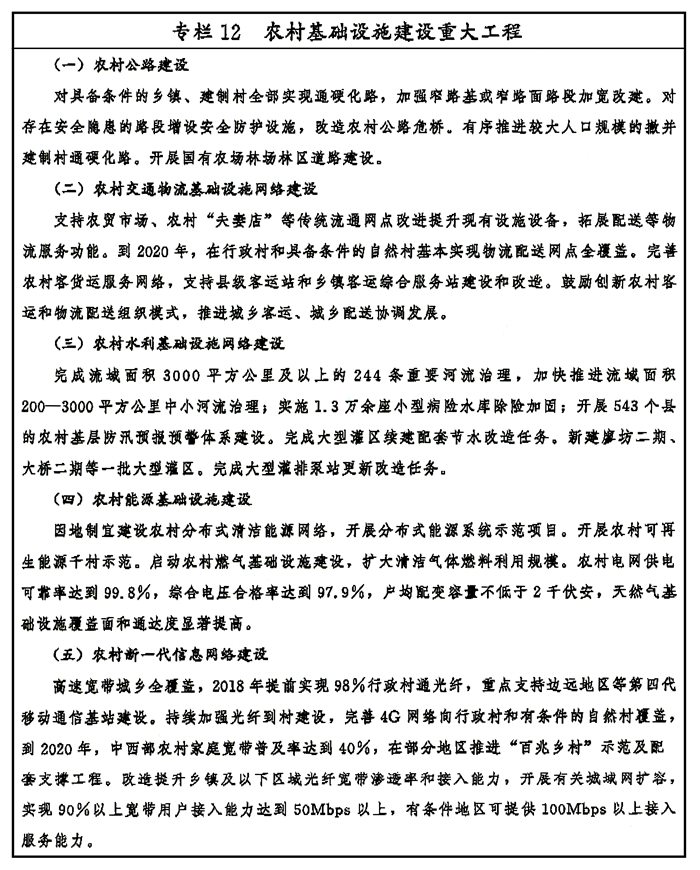 专栏 12 农村基础设施建设重大工程
（一）农村公路建设
对具备条件的乡镇、建制村全部实现通硬化路，加强窄路基或窄路面路段加宽改建。对
存在安全隐患的路段增设安全防护设施，改造农村公路危桥。有序推进较大人口规模的撤并
建制村通硬化路。开展国有农场林场林区道路建设。
（二）农村交通物流基础设施网络建设
支持农贸市场、农村“夫妻店”等传统流通网点改进提升现有设施设备，拓展配送等物
流服务功能。到 2020 年，在行政村和具备条件的自然村基本实现物流配送网点全覆盖。完善
农村客货运服务网络，支持县级客运站和乡镇客运综合服务站建设和改造。鼓励创新农村客
运和物流配送组织模式，推进城乡客运、城乡配送协调发展。
（三）农村水利基础设施网络建设
完成流域面积 3000 平方公里及以上的 244 条重要河流治理，加快推进流域面积
200—3000 平方公里中小河流治理；实施 1.3 万余座小型病险水库除险加固；开展 543 个县
的农村基层防汛预报预警体系建设。完成大型灌区续建配套节水改造任务。新建廖坊二期、
大桥二期等一批大型灌区。完成大型灌排泵站更新改造任务。
（四）农村能源基础设施建设
因地制宜建设农村分布式清洁能源网络，开展分布式能源系统示范项目。开展农村可再
生能源千村示范。启动农村燃气基础设施建设，扩大清洁气体燃料利用规模。农村电网供电
可靠率达到 99.8%，综合电压合格率达到 97.9%，户均配变容量不低于 2 千伏安，天然气基
础设施覆盖面和通达度显著提高。
（五）农村新一代信息网络建设
高速宽带城乡全覆盖，2018 年提前实现 98%行政村通光纤，重点支持边远地区等第四代
移动通信基站建设。持续加强光纤到村建设，完善 4G 网络向行政村和有条件的自然村覆盖，
到 2020 年，中西部农村家庭宽带普及率达到 40%，在部分地区推进“百兆乡村”示范及配
套支撑工程。改造提升乡镇及以下区域光纤宽带渗透率和接入能力，开展有关城域网扩容，
实现 90%以上宽带用户接入能力达到 50Mbps 以上，有条件地区可提供 100Mbps 以上接入
服务能力。